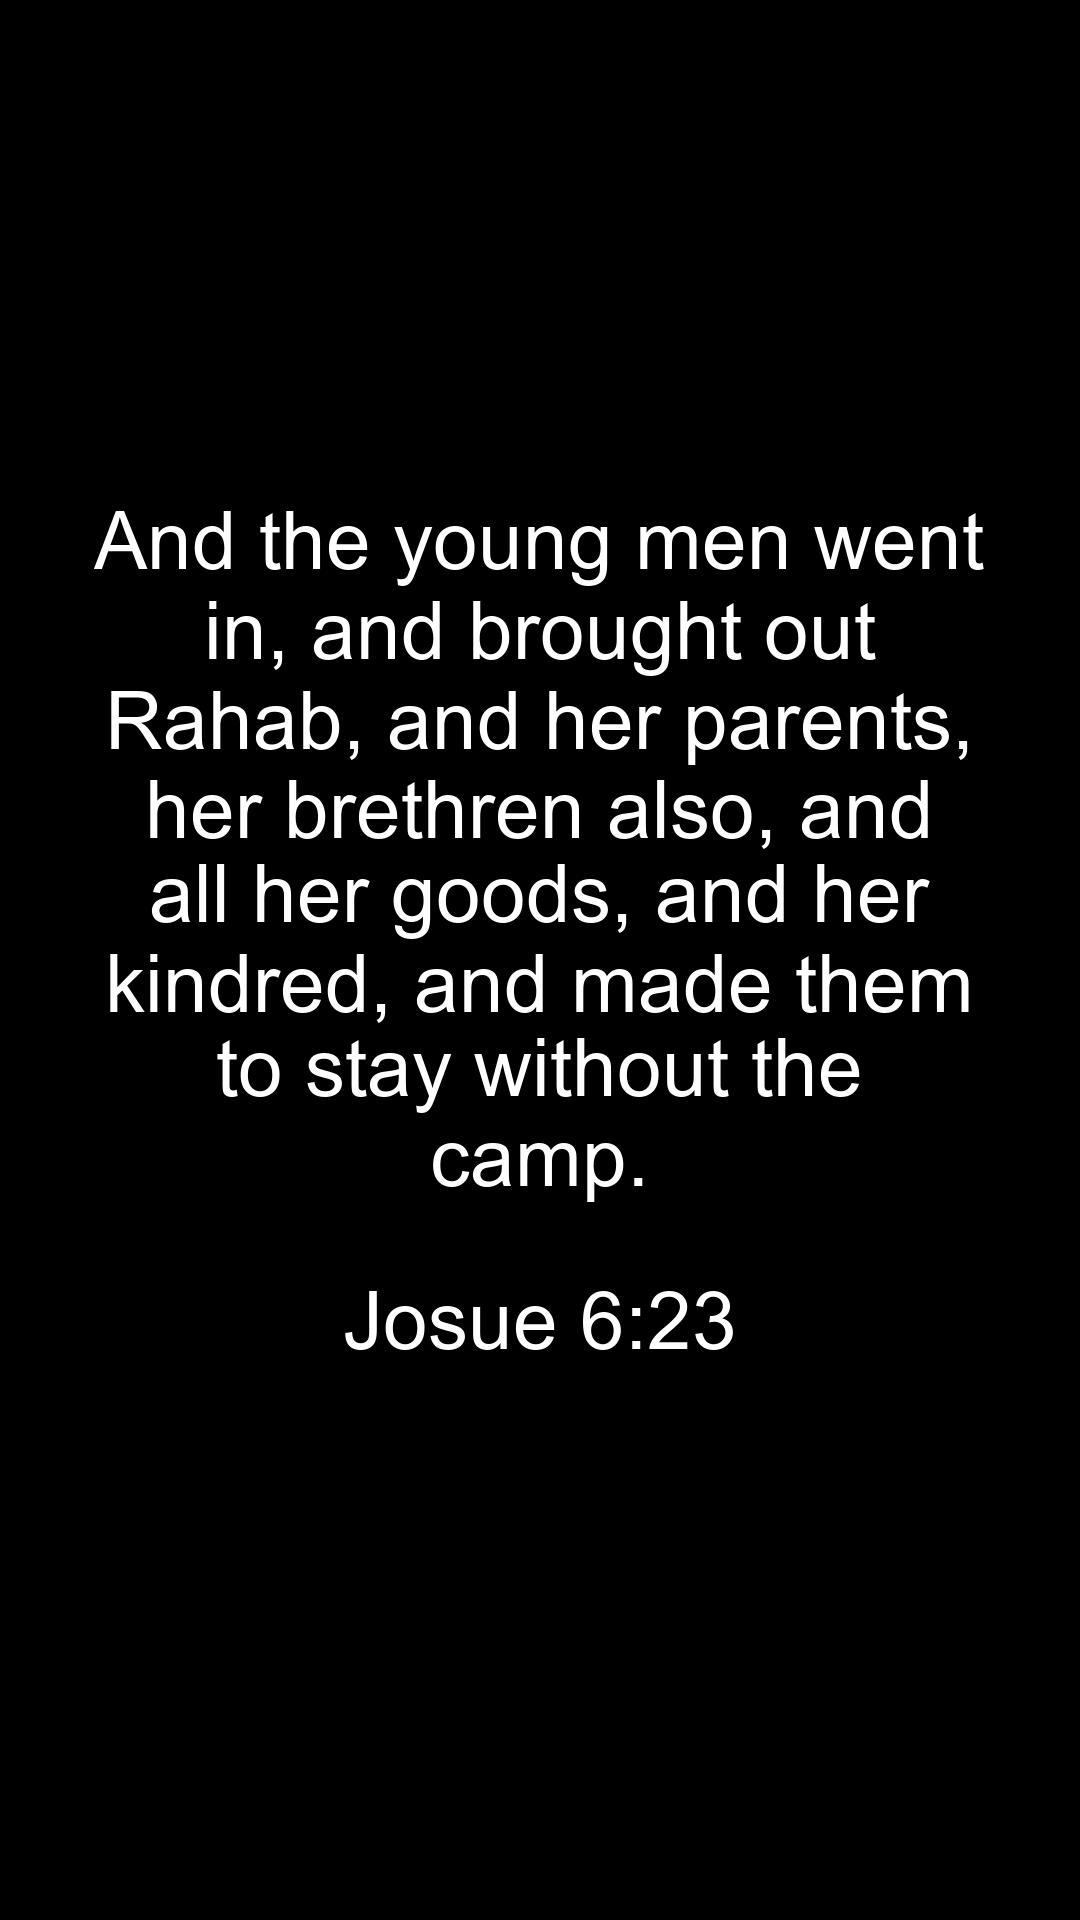 And the young men went
in, and brought out
Rahab, and her parents,
her brethren also, and
all her goods, and her
kindred, and made them
to stay without the
camp.
Josue 6:23